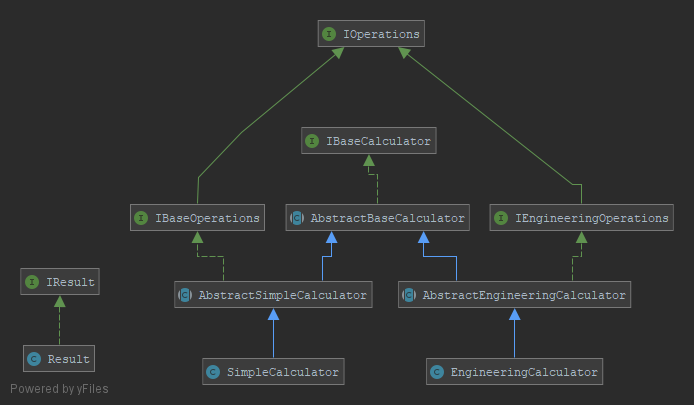 I IOperations
I IBaseCalculator
I IBaseOperations
C AbstractBaseCalculator
I IEngineeringOperations
I IResult
C AbstractSimpleCalculator
C AbstractEngineeringCalculator
C Result
C SimpleCalculator
C EngineeringCalculator
Powered by yFiles